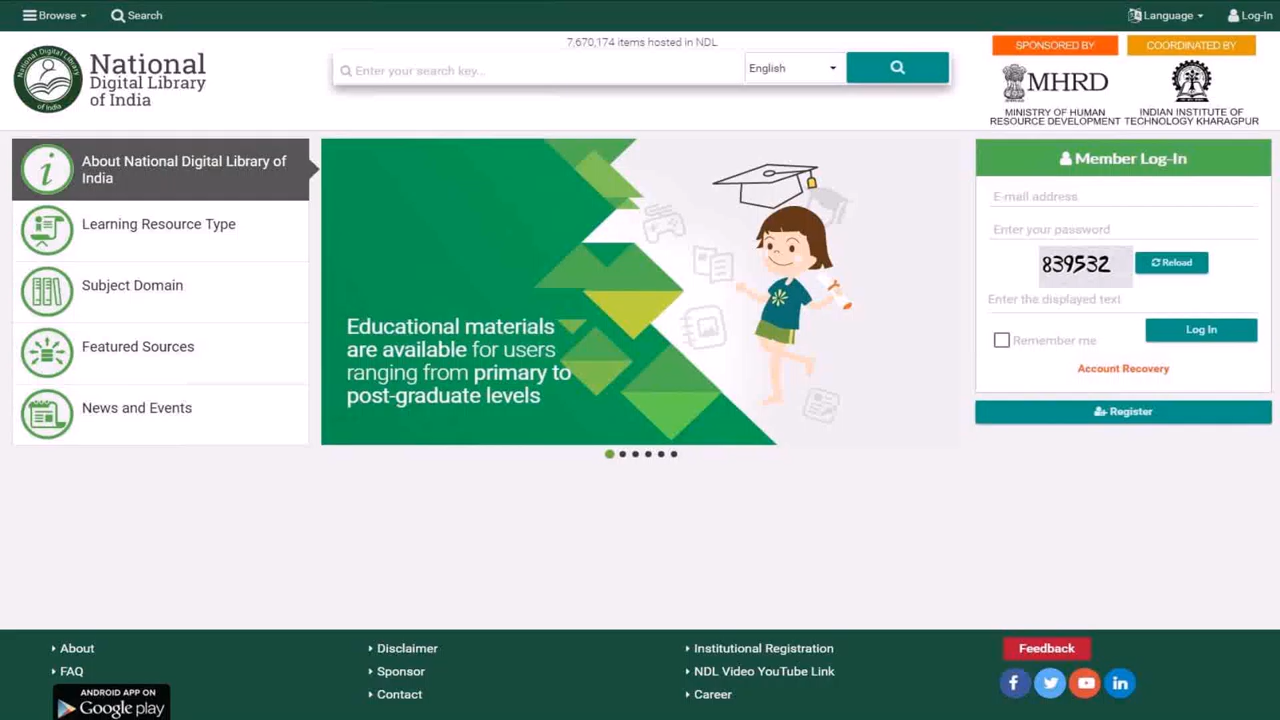 Browse
Search
Language
Log-In
National
Digital Library
of India
7,670,174 items hosted in NDL
Enter your search key...
English
SPONSORED BY
COORDINATED BY
MHRD
MINISTRY OF HUMAN
RESOURCE DEVELOPMENT
INDIAN INSTITUTE OF
TECHNOLOGY KHARAGPUR
About National Digital Library of
India
Learning Resource Type
Subject Domain
Featured Sources
News and Events
Educational materials
are available for users
ranging from primary to
post-graduate levels
Member Log-In
E-mail address
Enter your password
839532
Reload
Enter the displayed text
Remember me
Log In
Account Recovery
Register
About
FAQ
ANDROID APP ON
Google play
Disclaimer
Sponsor
Contact
Institutional Registration
NDL Video YouTube Link
Career
Feedback